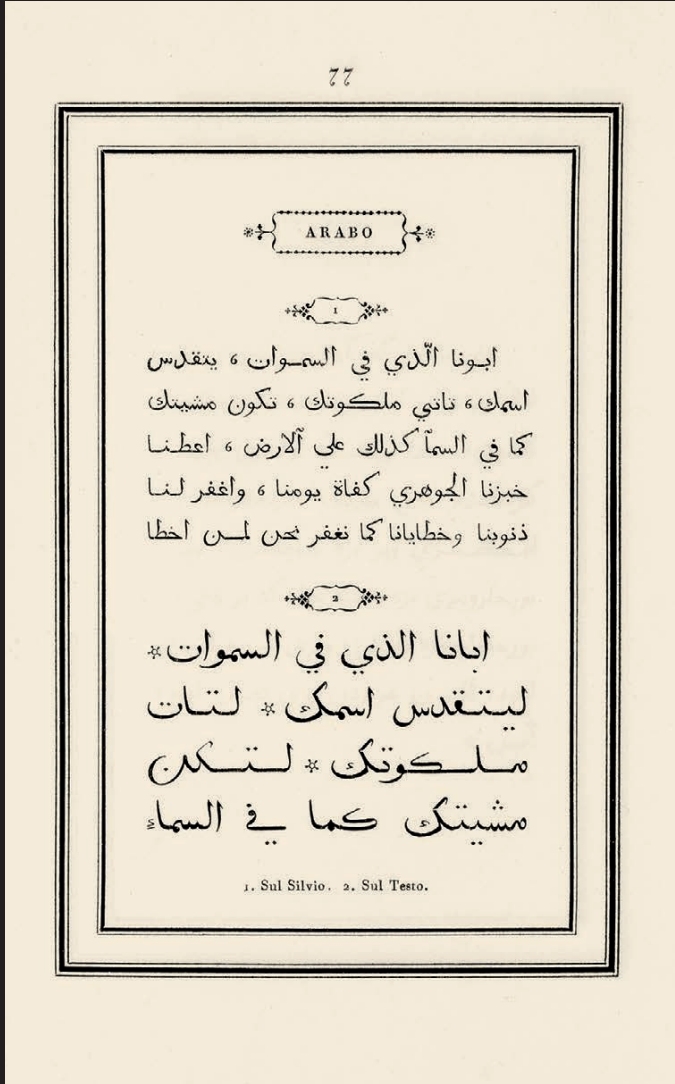 77
ARABO
1
ابونا الّذي في السموات ، يتقدس
اسمك ، تاتي ملكوتك ، تكون مشيتك
كما في السمآ كذلك علي آلارض ، اعطنا
خبزنا الجوهري كفاة يومنا ، واغفر لنا
ذنوبنا وخطايانا كما نغفر نحن لمن اخطا
2
ابانا الذي في السموات*
ليتقدس اسمك * لتات
ملكوتك * لتكن
مشيتك كما في السماء
1. Sul Silvio. 2. Sul Testo.